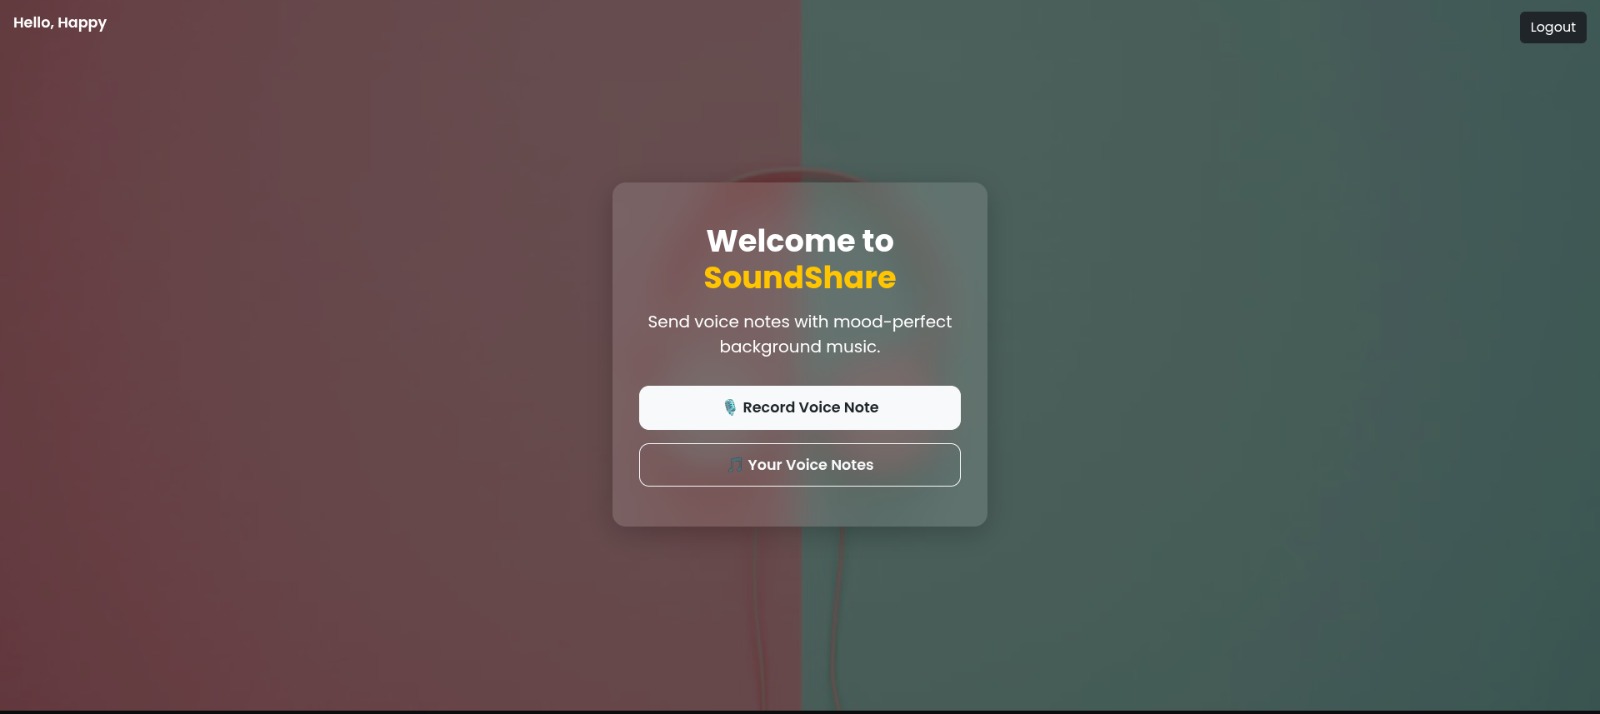 Hello, Happy
Logout
Welcome to
SoundShare
Send voice notes with mood-perfect
background music.
🎙️ Record Voice Note
🎵 Your Voice Notes